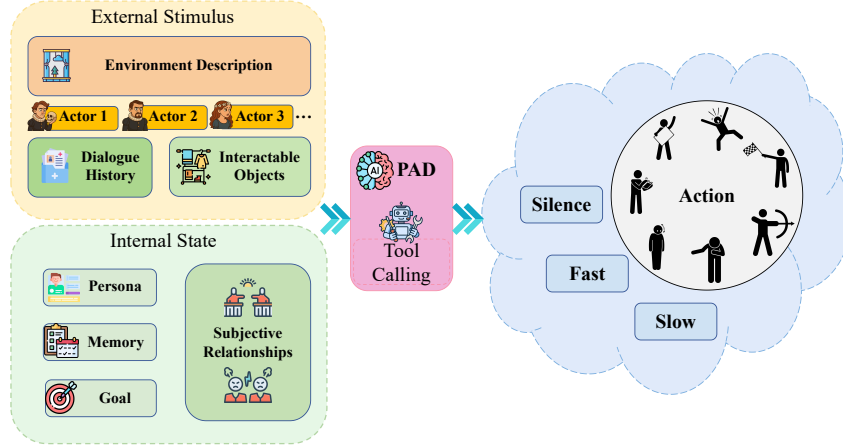 External Stimulus
Environment Description
Actor 1
Actor 2
Actor 3
...
Dialogue
History
Interactable
Objects
Internal State
Persona
Memory
Goal
Subjective
Relationships
AI
PAD
Tool
Calling
Silence
Fast
Slow
Action